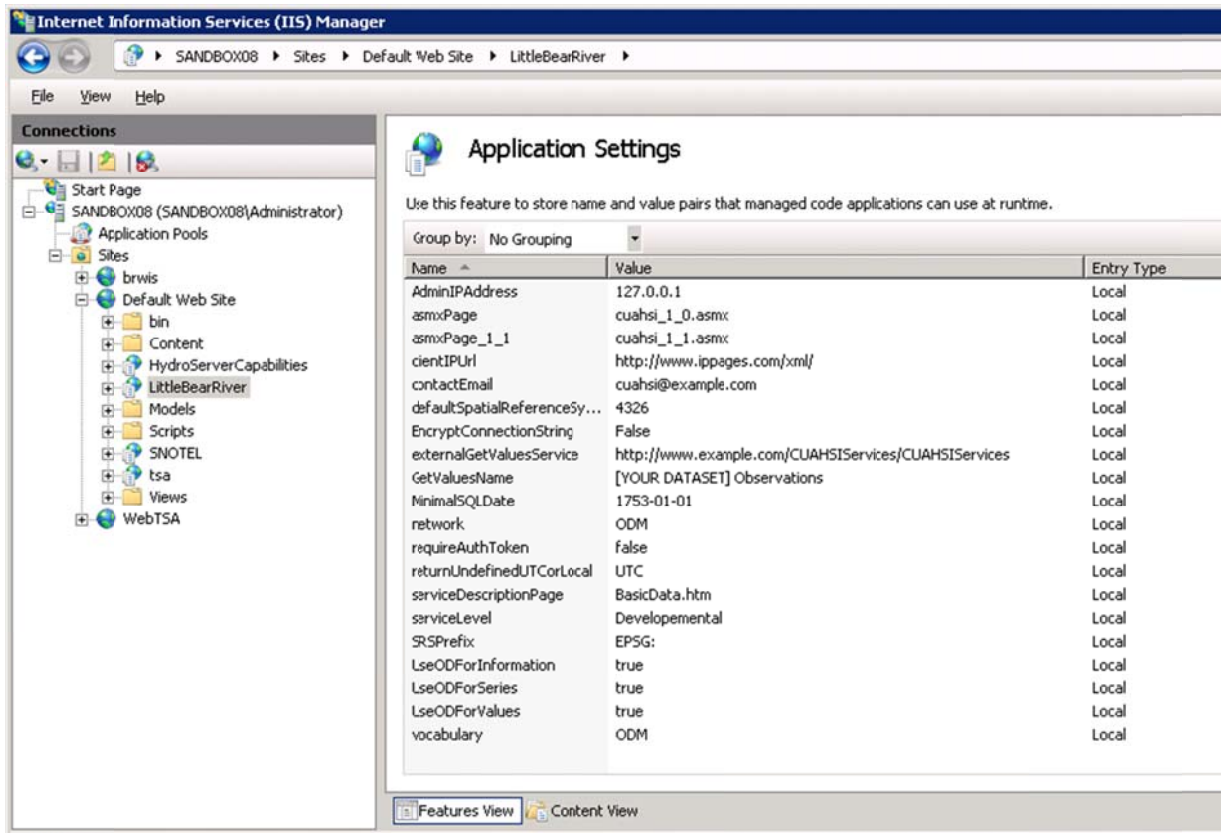 Internet Information Services (IIS) Manager
SANDBOX08 Sites Default Web Site LittleBearRiver
File View Help
Connections
Start Page
SANDBOX08 (SANDBOX08\Administrator)
Application Pools
Sites
brwis
Default Web Site
bin
Content
HydroServerCapabilities
LittleBearRiver
Models
Scripts
SNOTEL
tsa
Views
WebTSA
Application Settings
Use this feature to store name and value pairs that managed code applications can use at runtime.
Group by: No Grouping
Name Value Entry Type
AdminIPAddress 127.0.0.1 Local
asmxPage cuahsi_1_0.asmx Local
asmxPage_1_1 cuahsi_1_1.asmx Local
cientIPUrl http://www.ippages.com/xml/ Local
contactEmail cuahsi@example.com Local
defaultSpatialReferenceSy... 4326 Local
EncryptConnectionString False Local
externalGetValuesService http://www.example.com/CUAHSIServices/CUAHSIServices Local
GetValuesName [YOUR DATASET] Observations Local
MinimalSQLDate 1753-01-01 Local
network ODM Local
requireAuthToken false Local
returnUndefinedUTCorLocal UTC Local
serviceDescriptionPage BasicData.htm Local
serviceLevel Developemental Local
SRSPrefix EPSG: Local
UseODForInformation true Local
UseODForSeries true Local
UseODForValues true Local
vocabulary ODM Local
Features View Content View